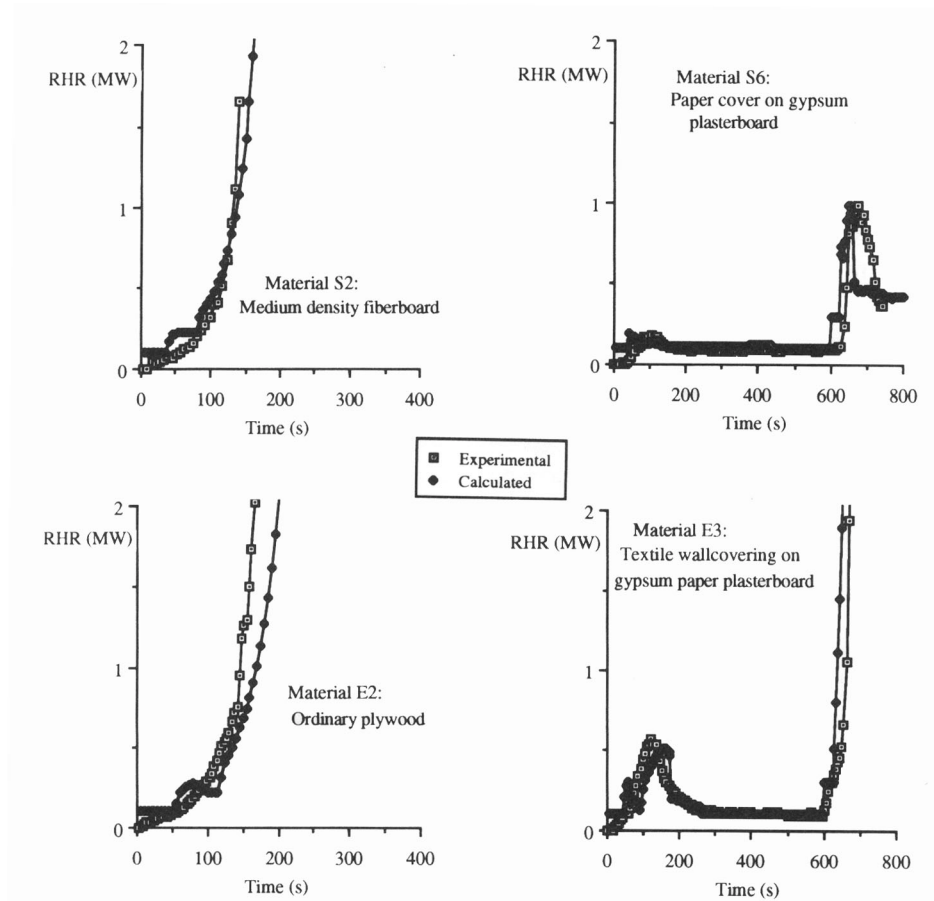 2
RHR (MW)
1
0
0 100 200 300 400
Time (s)
Material S2:
Medium density fiberboard
2
RHR (MW)
1
0
0 200 400 600 800
Time (s)
Material S6:
Paper cover on gypsum
plasterboard
Experimental
Calculated
2
RHR (MW)
1
0
0 100 200 300 400
Time (s)
Material E2:
Ordinary plywood
2
RHR (MW)
1
0
0 200 400 600 800
Time (s)
Material E3:
Textile wallcovering on
gypsum paper plasterboard